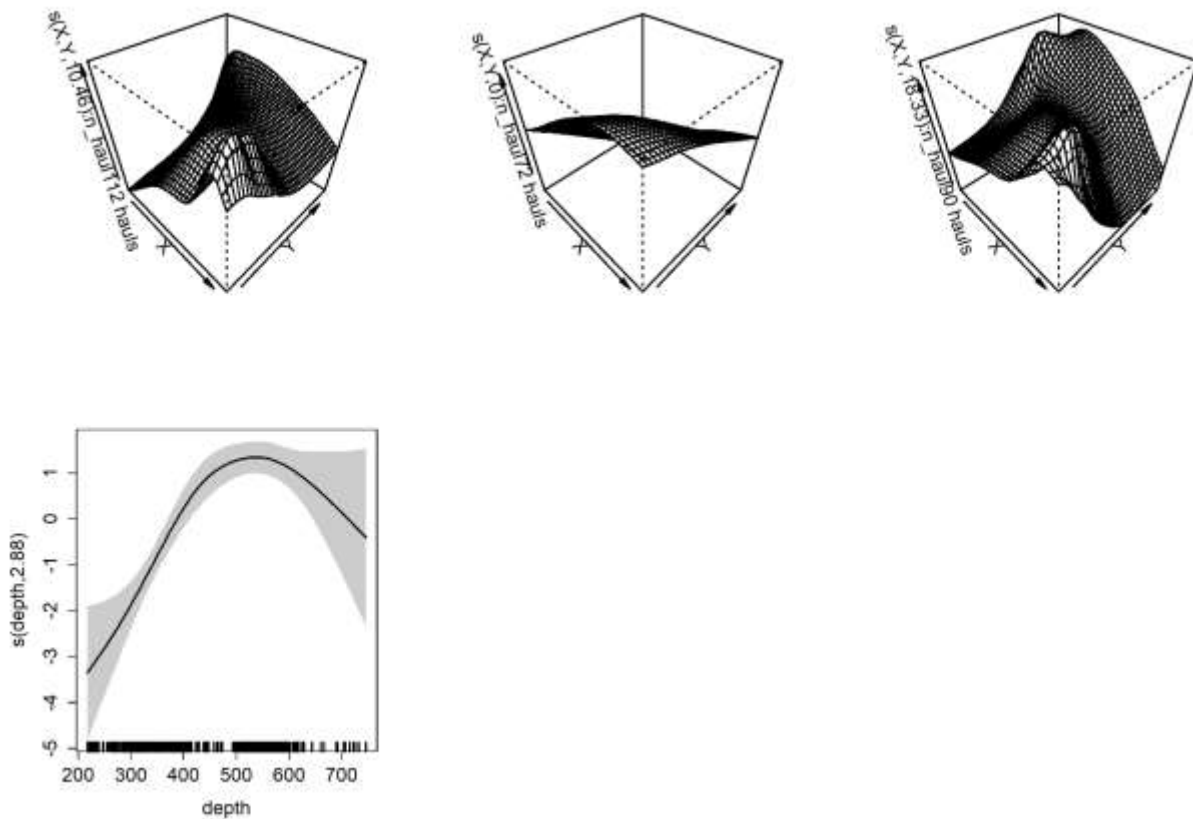 s(X,Y,10.46):n_haul112 hauls
X
Y
s(X,Y,0):n_haul72 hauls
X
Y
s(X,Y,18.33):n_haul90 hauls
X
Y
s(depth,2.88)
1
0
-1
-2
-3
-4
-5
200 300 400 500 600 700
depth